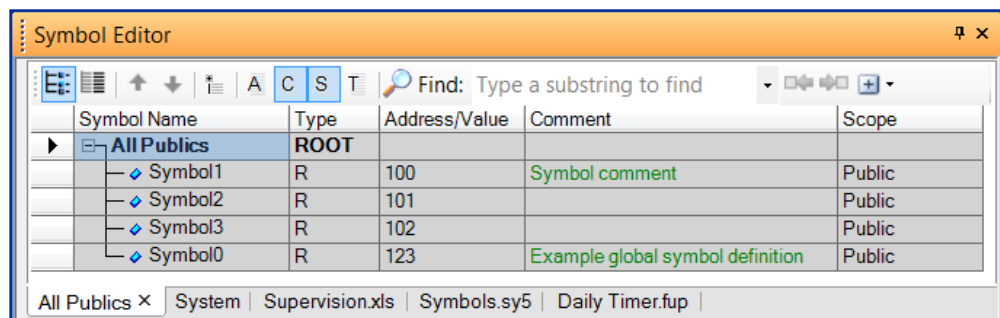 Symbol Editor
A C S T Find: Type a substring to find
Symbol Name Type Address/Value Comment Scope
All Publics ROOT
Symbol1 R 100 Symbol comment Public
Symbol2 R 101 Public
Symbol3 R 102 Public
Symbol0 R 123 Example global symbol definition Public
All Publics × System Supervision.xls Symbols.sy5 Daily Timer.fup